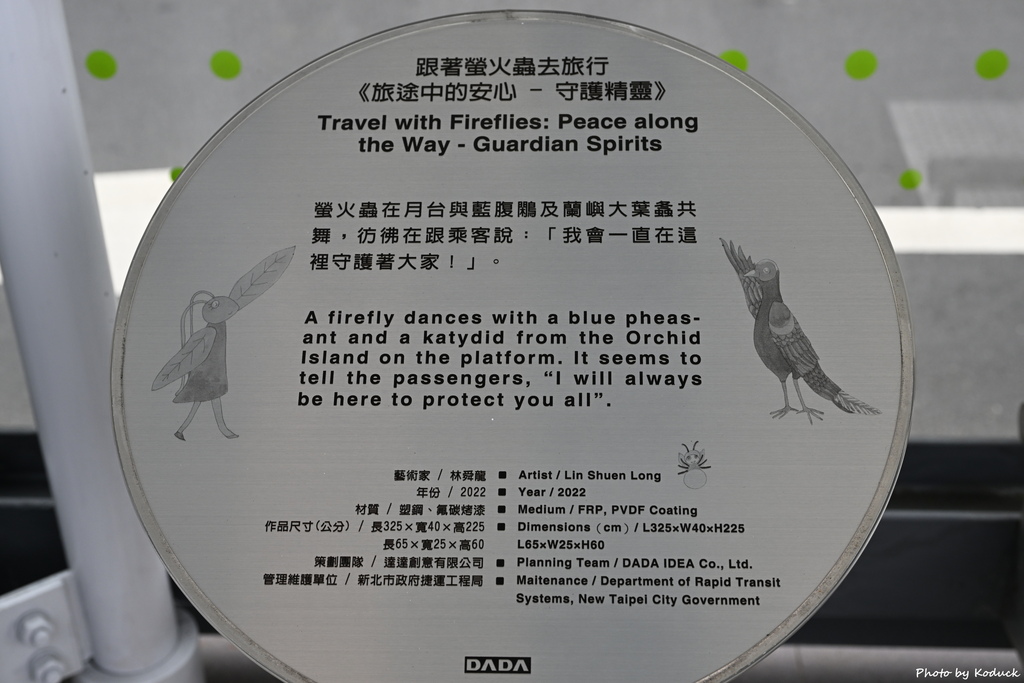 跟著螢火蟲去旅行
《旅途中的安心 – 守護精靈》
Travel with Fireflies: Peace along
the Way - Guardian Spirits
螢火蟲在月台與藍腹鷴及蘭嶼大葉螽共
舞，彷彿在跟乘客說：「我會一直在這
裡守護著大家！」。
A firefly dances with a blue pheas-
ant and a katydid from the Orchid
Island on the platform. It seems to
tell the passengers, “I will always
be here to protect you all”.
藝術家 / 林舜龍 ■ Artist / Lin Shuen Long
年份 / 2022 ■ Year / 2022
材質 / 塑鋼、氟碳烤漆 ■ Medium / FRP, PVDF Coating
作品尺寸(公分) / 長325×寬40×高225 ■ Dimensions (cm) / L325×W40×H225
長65×寬25×高60 L65×W25×H60
策劃團隊 / 達達創意有限公司 ■ Planning Team / DADA IDEA Co., Ltd.
管理維護單位 / 新北市政府捷運工程局 ■ Maitenance / Department of Rapid Transit
Systems, New Taipei City Government
DADA
Photo by Koduck